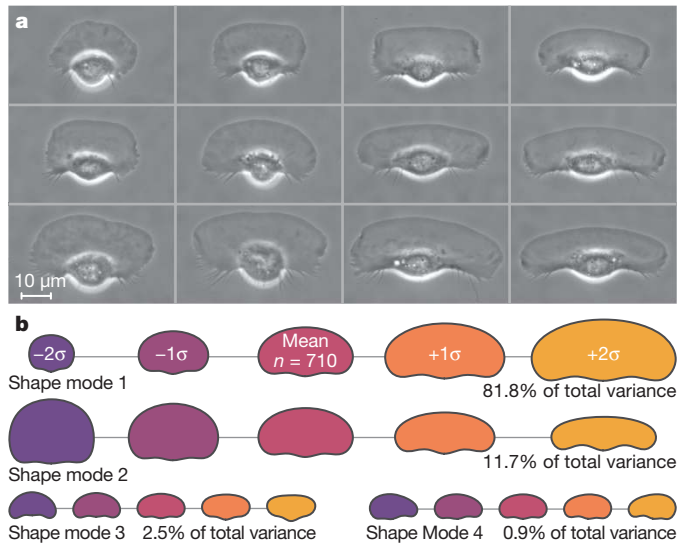 a
10 μm
b
−2σ
−1σ
Mean
n = 710
+1σ
+2σ
Shape mode 1
81.8% of total variance
Shape mode 2
11.7% of total variance
Shape mode 3
2.5% of total variance
Shape Mode 4
0.9% of total variance